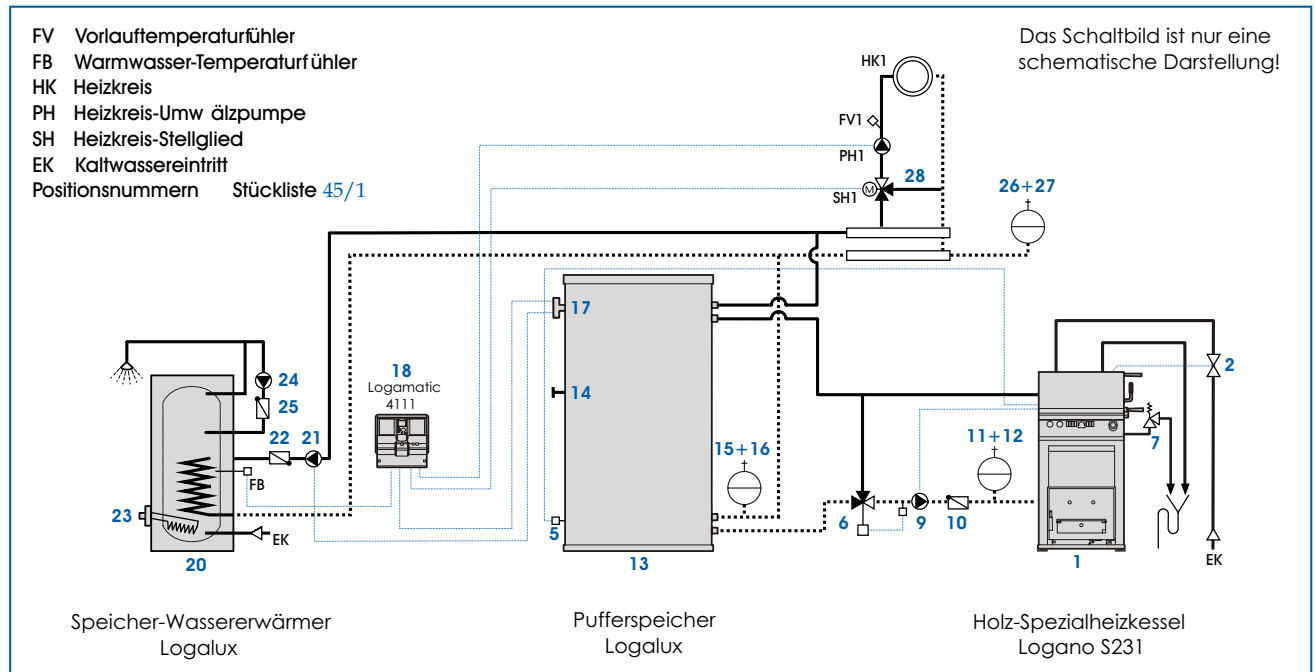 FV Vorlauftemperaturfühler
FB Warmwasser-Temperaturfühler
HK Heizkreis
PH Heizkreis-Umw älzpumpe
SH Heizkreis-Stellglied
EK Kaltwassereintritt
Positionsnummern Stückliste 45/1
Das Schaltbild ist nur eine
schematische Darstellung!
HK1
FV1
PH1
SH1
M
28
26+27
17
14
5
13
15+16
18
Logamatic
4111
24
25
22
21
FB
23
EK
20
6
9
10
11+12
2
7
1
EK
Speicher-Wassererwärmer
Logalux
Pufferspeicher
Logalux
Holz-Spezialheizkessel
Logano S231